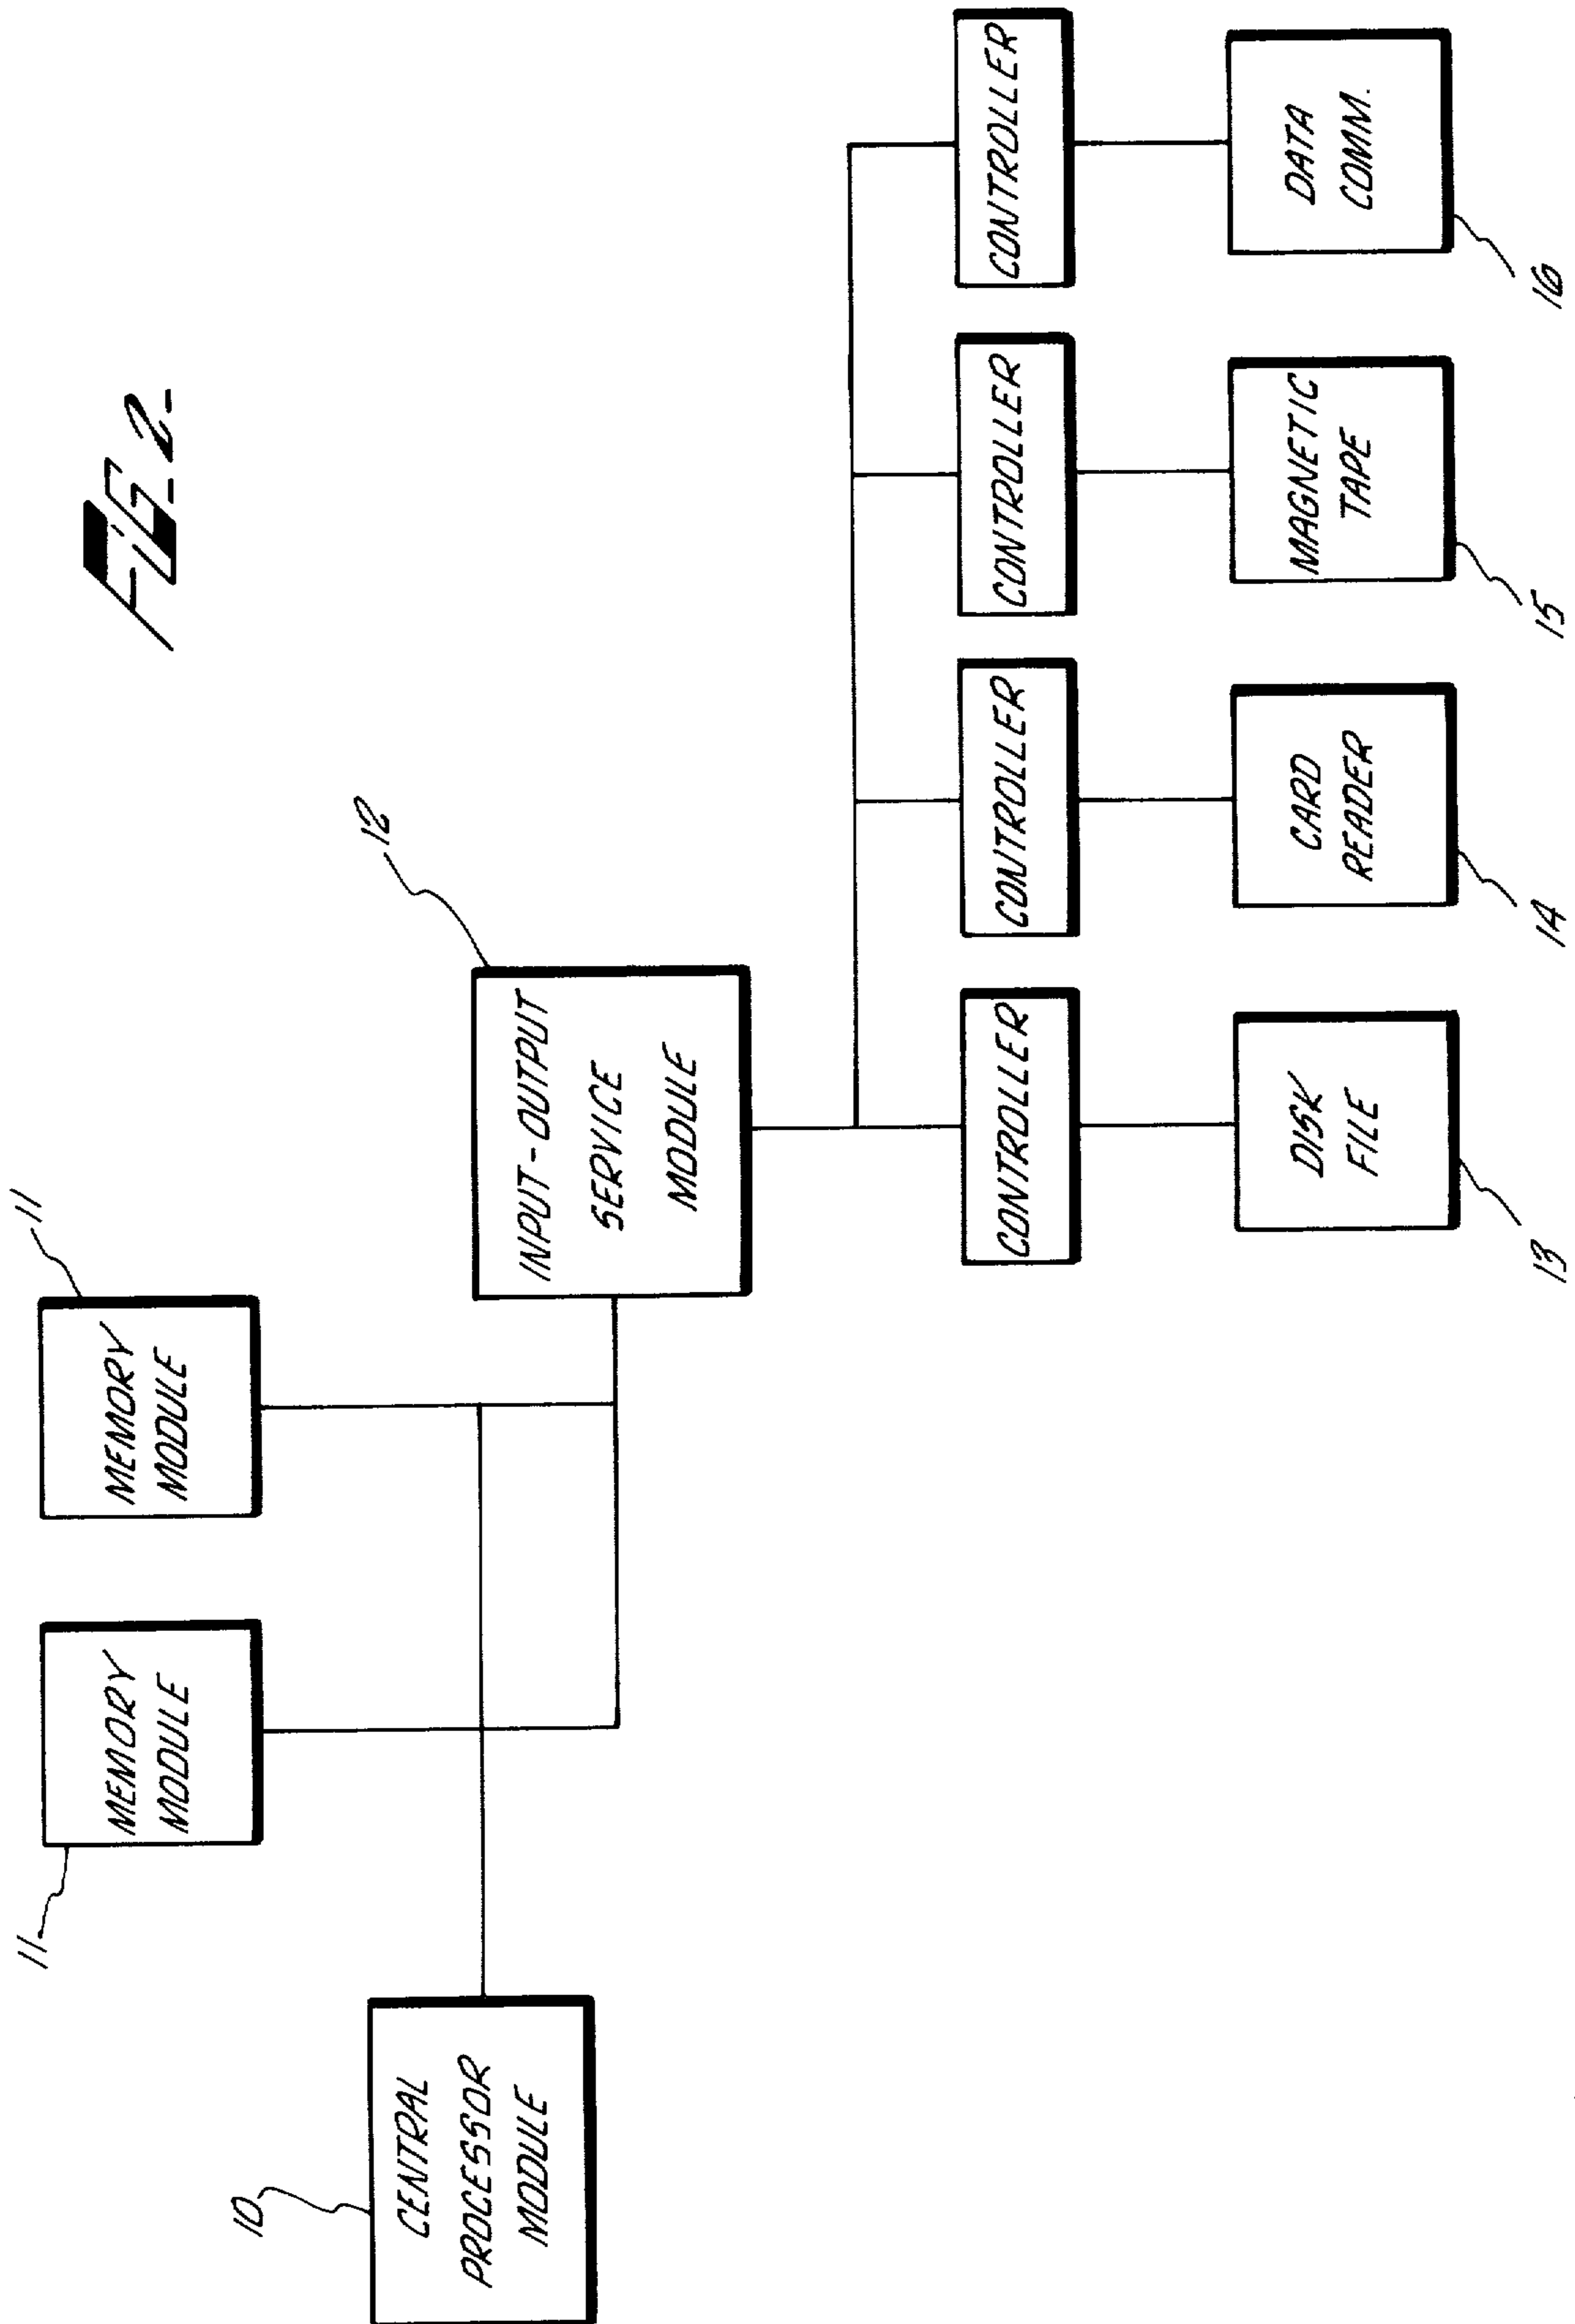 FIG-2-
11
MEMORY
MODULE
11
MEMORY
MODULE
10
CENTRAL
PROCESSOR
MODULE
12
INPUT-OUTPUT
SERVICE
MODULE
CONTROLLER
CONTROLLER
CONTROLLER
CONTROLLER
DISK
FILE
CARD
READER
MAGNETIC
TAPE
DATA
COMM.
13
14
15
16